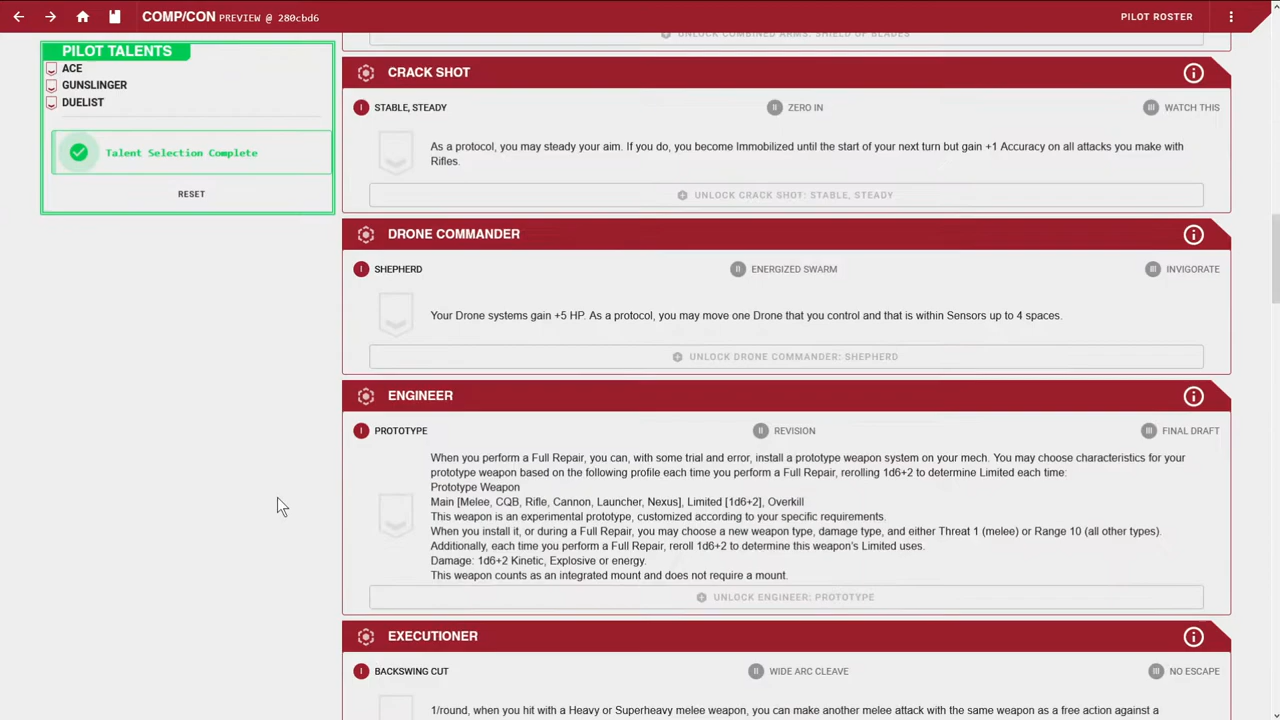 COMP/CON PREVIEW @ 280cbd6
PILOT ROSTER
PILOT TALENTS
ACE
GUNSLINGER
DUELIST
Talent Selection Complete
RESET
UNLOCK COMBINED ARMS: SHIELD OF BLADES
CRACK SHOT
I STABLE, STEADY
II ZERO IN
III WATCH THIS
As a protocol, you may steady your aim. If you do, you become Immobilized until the start of your next turn but gain +1 Accuracy on all attacks you make with
Rifles.
UNLOCK CRACK SHOT: STABLE, STEADY
DRONE COMMANDER
I SHEPHERD
II ENERGIZED SWARM
III INVIGORATE
Your Drone systems gain +5 HP. As a protocol, you may move one Drone that you control and that is within Sensors up to 4 spaces.
UNLOCK DRONE COMMANDER: SHEPHERD
ENGINEER
I PROTOTYPE
II REVISION
III FINAL DRAFT
When you perform a Full Repair, you can, with some trial and error, install a prototype weapon system on your mech. You may choose characteristics for your
prototype weapon based on the following profile each time you perform a Full Repair, rerolling 1d6+2 to determine Limited each time:
Prototype Weapon
Main [Melee, CQB, Rifle, Cannon, Launcher, Nexus], Limited [1d6+2], Overkill
This weapon is an experimental prototype, customized according to your specific requirements.
When you install it, or during a Full Repair, you may choose a new weapon type, damage type, and either Threat 1 (melee) or Range 10 (all other types).
Additionally, each time you perform a Full Repair, reroll 1d6+2 to determine this weapon's Limited uses.
Damage: 1d6+2 Kinetic, Explosive or energy.
This weapon counts as an integrated mount and does not require a mount.
UNLOCK ENGINEER: PROTOTYPE
EXECUTIONER
I BACKSWING CUT
II WIDE ARC CLEAVE
III NO ESCAPE
1/round, when you hit with a Heavy or Superheavy melee weapon, you can make another melee attack with the same weapon as a free action against a